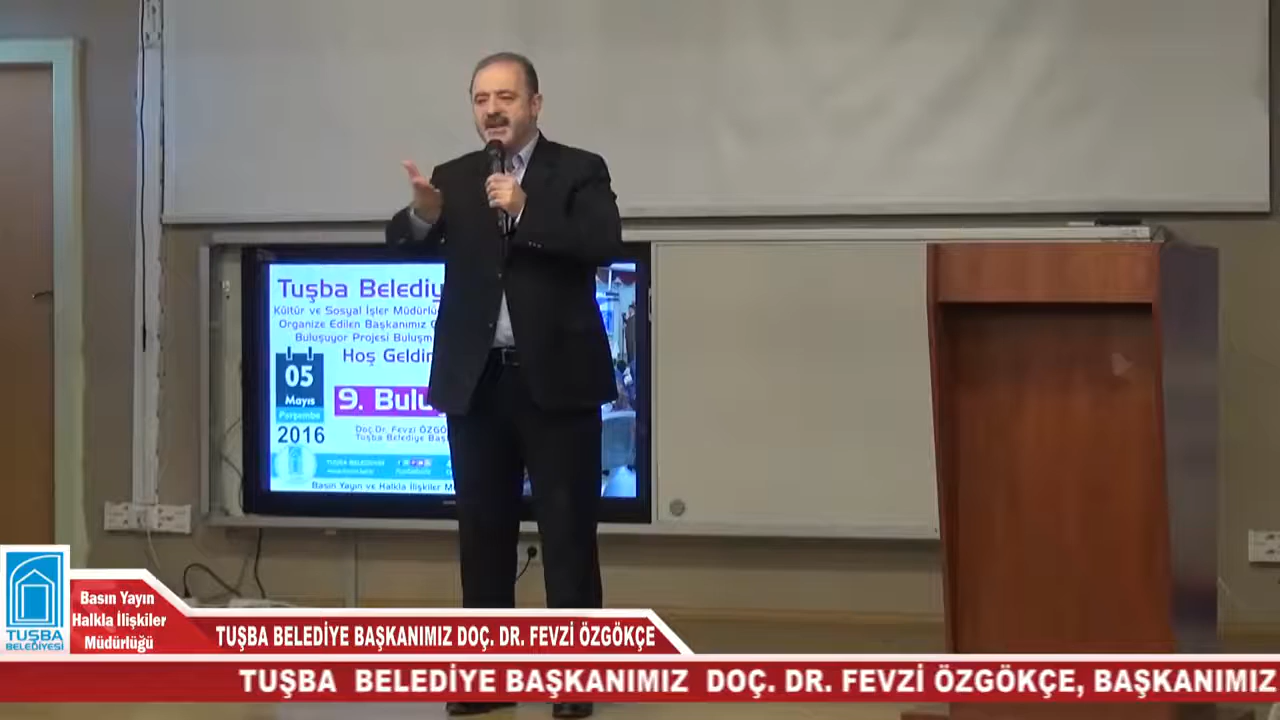 Tuşba Belediy
Kültür ve Sosyal İşler Müdürlü
Organize Edilen Başkanımız
Buluşuyor Projesi Buluşm
Hoş Geldin
05
Mayıs
Perşembe
2016
9. Bulu
Doç.Dr. Fevzi ÖZGÖ
Tuşba Belediye Baş
TUŞBA BELEDİYESİ
Basın Yayın ve Halkla İlişkiler M
TUŞBA
BELEDİYESİ
Basın Yayın
Halkla İlişkiler
Müdürlüğü
TUŞBA BELEDİYE BAŞKANIMIZ DOÇ. DR. FEVZİ ÖZGÖKÇE
TUŞBA BELEDİYE BAŞKANIMIZ DOÇ. DR. FEVZİ ÖZGÖKÇE, BAŞKANIMIZ